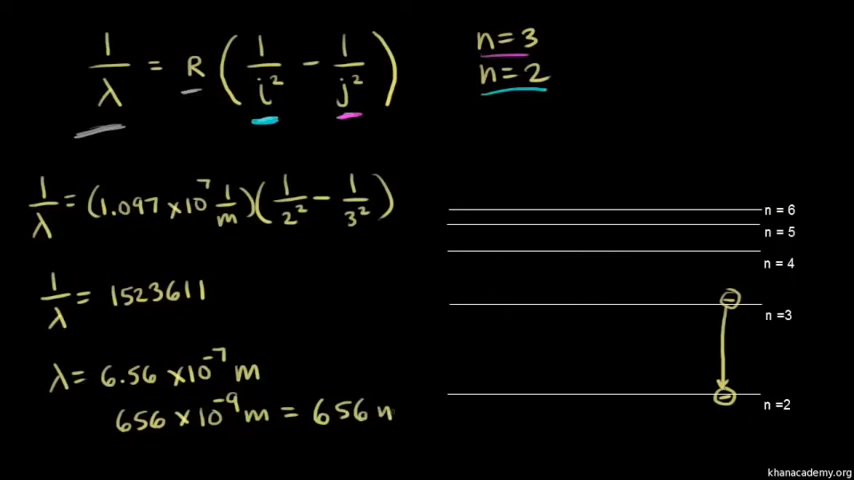 1/λ = R (1/i² − 1/j²)
n=3
n=2
1/λ = (1.097 ×10⁷ 1/m)(1/2² − 1/3²)
1/λ = 1523611
λ= 6.56 ×10⁻⁷ m
656 ×10⁻⁹ m = 656 n
n = 6
n = 5
n = 4
n =3
n =2
khanacademy.org